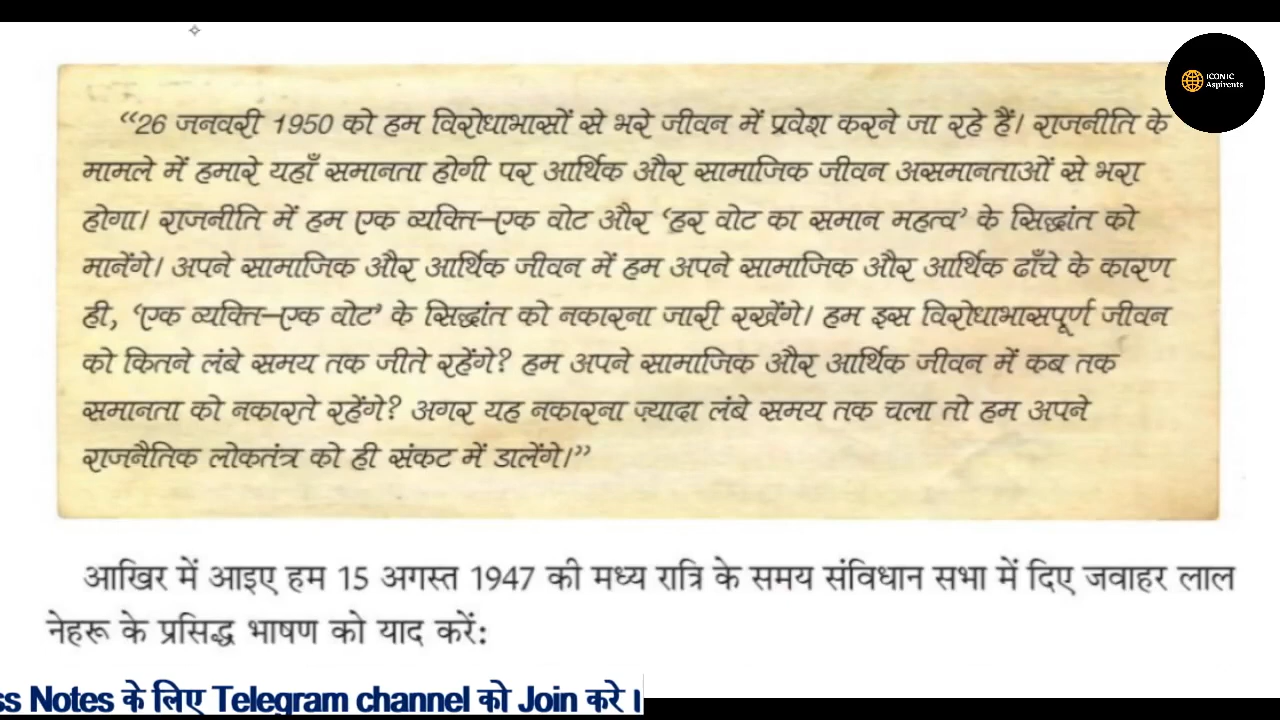 ICONIC
Aspirents
“26 जनवरी 1950 को हम विरोधाभासों से भरे जीवन में प्रवेश करने जा रहे हैं। राजनीति के
मामले में हमारे यहाँ समानता होगी पर आर्थिक और सामाजिक जीवन असमानताओं से भरा
होगा। राजनीति में हम एक व्यक्ति–एक वोट और ‘हर वोट का समान महत्व’ के सिद्धांत को
मानेंगे। अपने सामाजिक और आर्थिक जीवन में हम अपने सामाजिक और आर्थिक ढाँचे के कारण
ही, ‘एक व्यक्ति–एक वोट’ के सिद्धांत को नकारना जारी रखेंगे। हम इस विरोधाभासपूर्ण जीवन
को कितने लंबे समय तक जीते रहेंगे? हम अपने सामाजिक और आर्थिक जीवन में कब तक
समानता को नकारते रहेंगे? अगर यह नकारना ज़्यादा लंबे समय तक चला तो हम अपने
राजनैतिक लोकतंत्र को ही संकट में डालेंगे।”
आखिर में आइए हम 15 अगस्त 1947 की मध्य रात्रि के समय संविधान सभा में दिए जवाहर लाल
नेहरू के प्रसिद्ध भाषण को याद करें:
ss Notes के लिए Telegram channel को Join करे ।